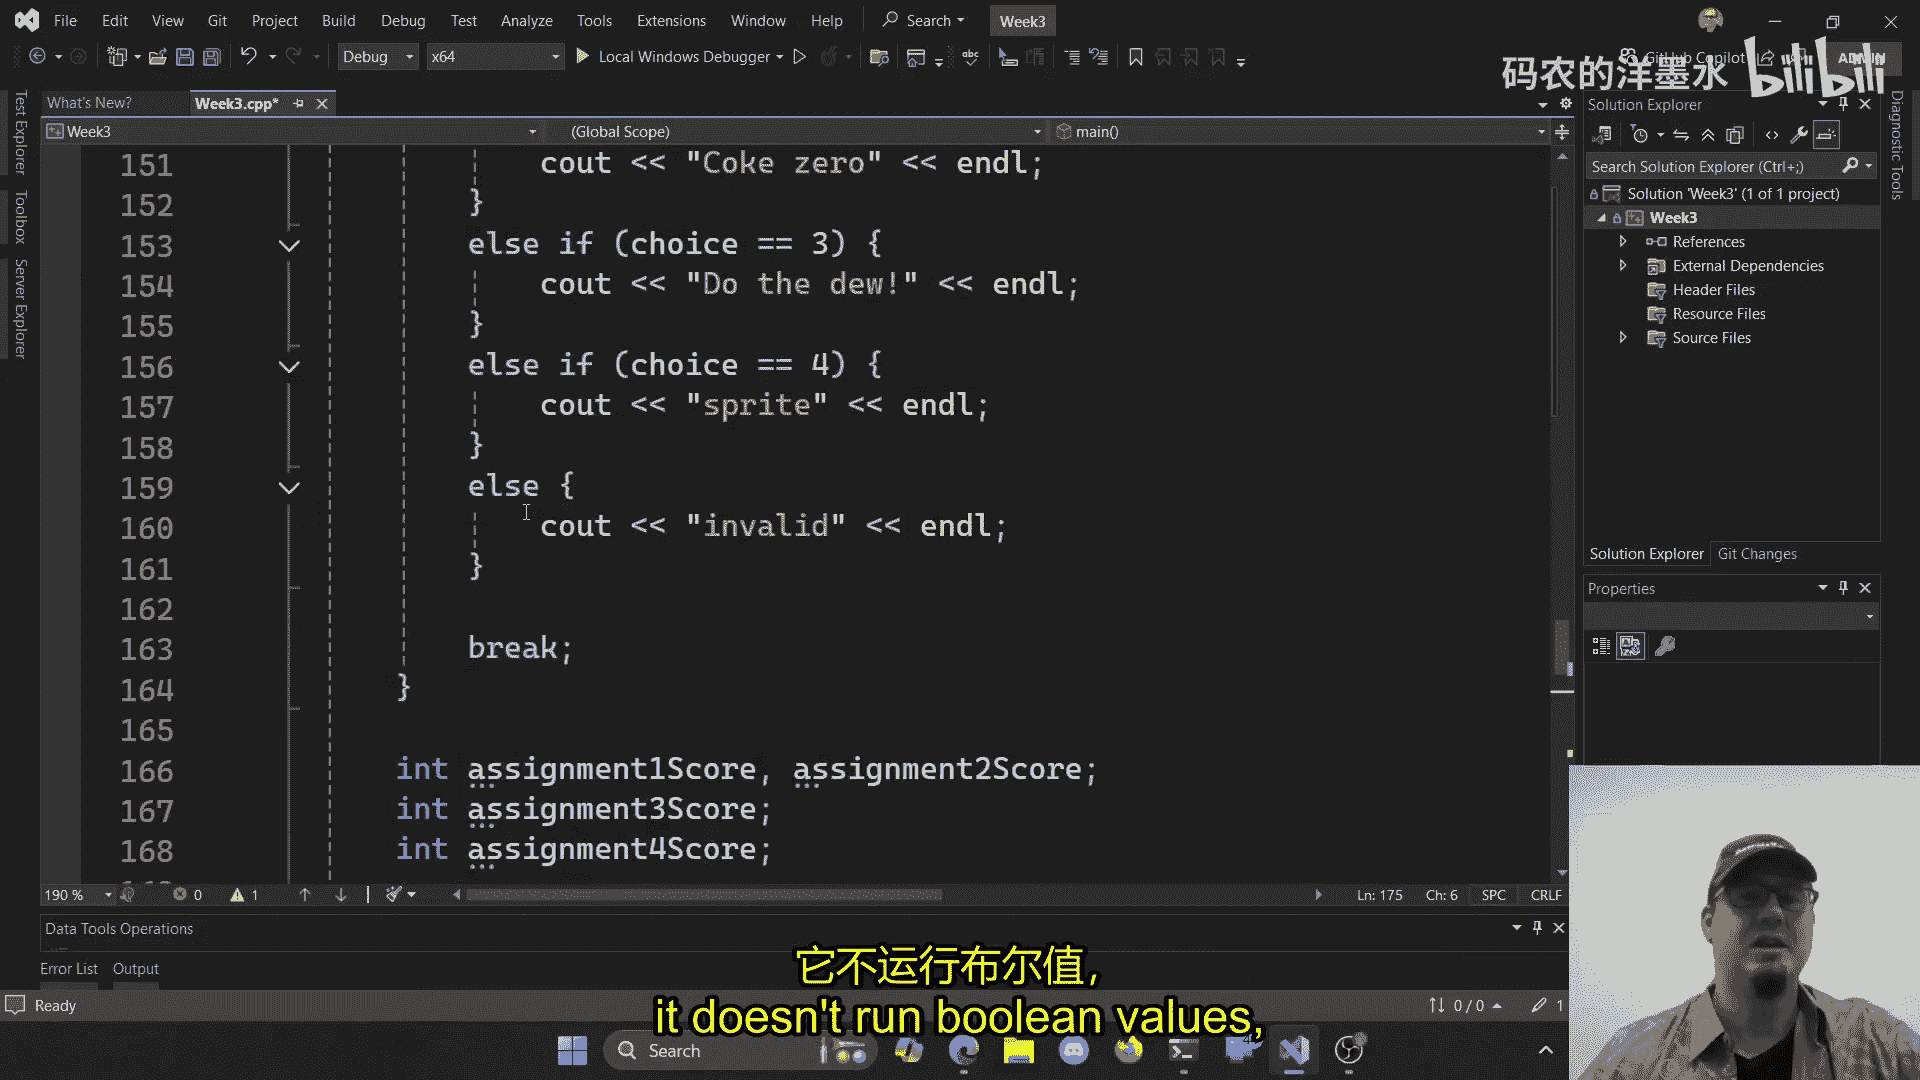 File Edit View Git Project Build Debug Test Analyze Tools Extensions Window Help Search Week3
Debug x64 Local Windows Debugger GitHub Copilot
码农的洋墨水 bilibili
What's New? Week3.cpp*
Week3 (Global Scope) main()
Test Explorer
Toolbox
Server Explorer
151 cout << "Coke zero" << endl;
152 }
153 else if (choice == 3) {
154 cout << "Do the dew!" << endl;
155 }
156 else if (choice == 4) {
157 cout << "sprite" << endl;
158 }
159 else {
160 cout << "invalid" << endl;
161 }
162
163 break;
164 }
165
166 int assignment1Score, assignment2Score;
167 int assignment3Score;
168 int assignment4Score;
190 % 0 1 Ln: 175 Ch: 6 SPC CRLF
Solution Explorer
Search Solution Explorer (Ctrl+;)
Solution 'Week3' (1 of 1 project)
Week3
References
External Dependencies
Header Files
Resource Files
Source Files
Solution Explorer Git Changes
Properties
Diagnostic Tools
Data Tools Operations
Error List Output
Ready 0 / 0 1
它不运行布尔值，
it doesn't run boolean values,
Search